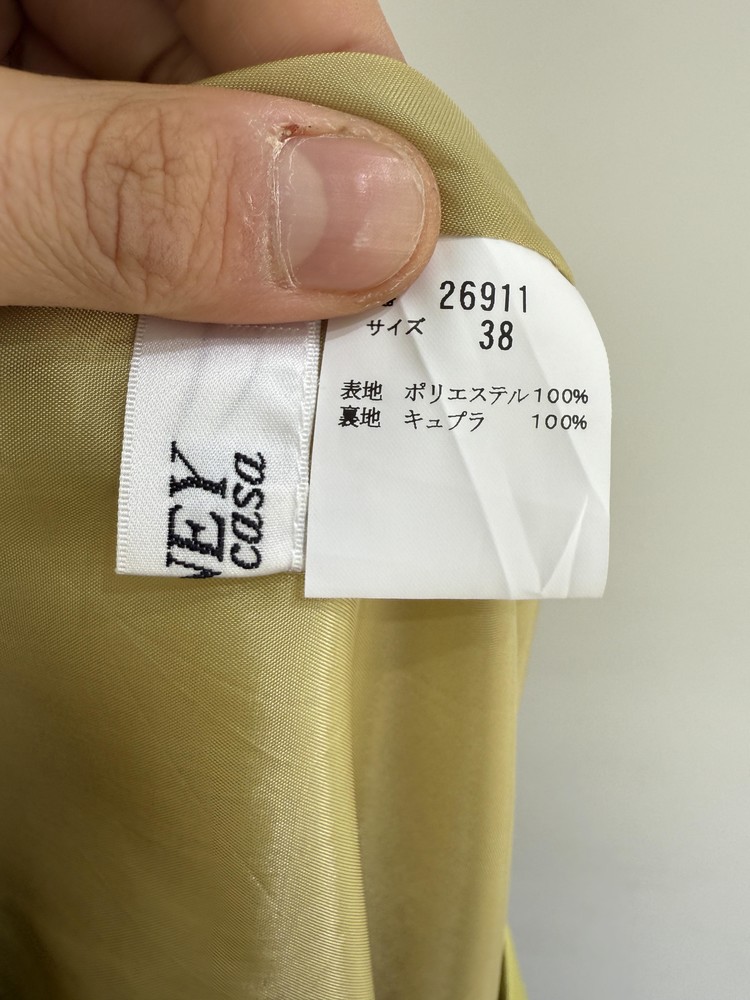 26911
サイズ 38
表地 ポリエステル100%
裏地 キュプラ 100%
casa